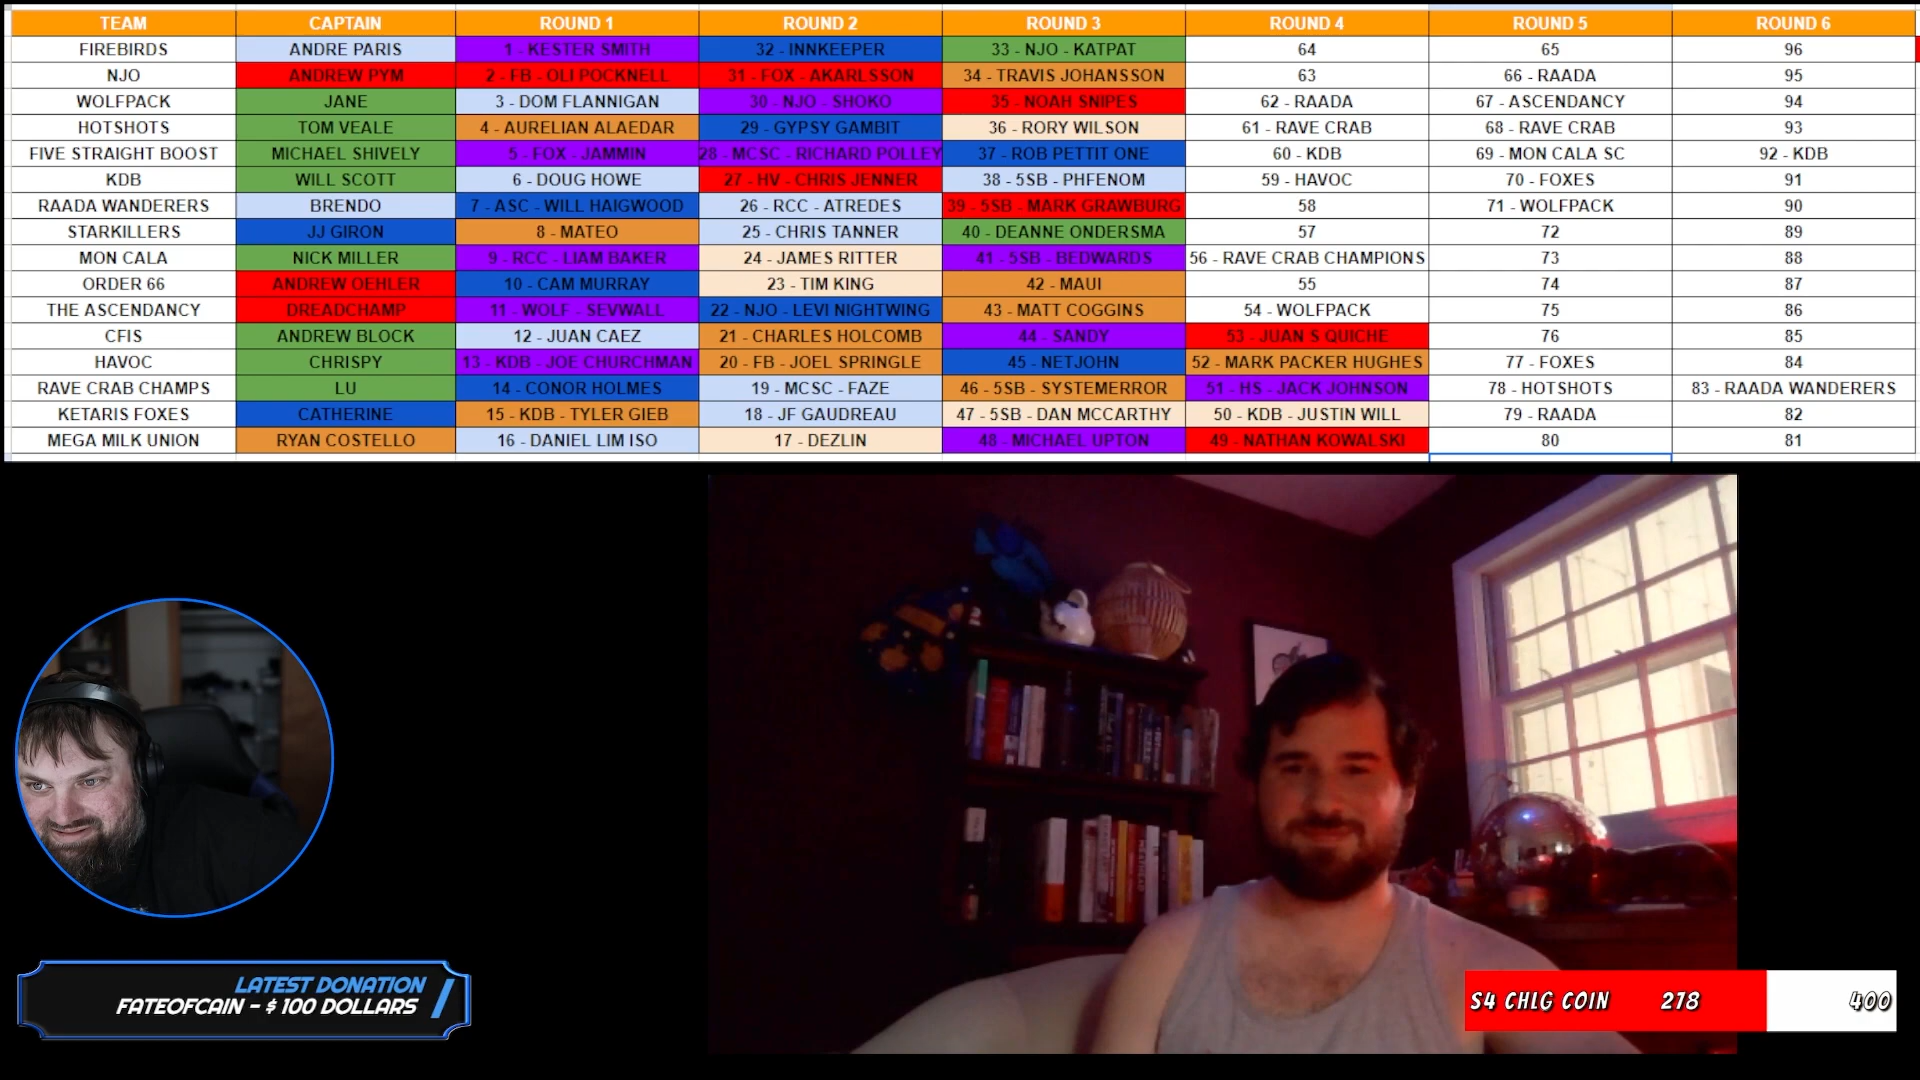 TEAM CAPTAIN ROUND 1 ROUND 2 ROUND 3 ROUND 4 ROUND 5 ROUND 6
FIREBIRDS ANDRE PARIS 1 - KESTER SMITH 32 - INNKEEPER 33 - NJO - KATPAT 64 65 96
NJO ANDREW PYM 2 - FB - OLI POCKNELL 31 - FOX - AKARLSSON 34 - TRAVIS JOHANSSON 63 66 - RAADA 95
WOLFPACK JANE 3 - DOM FLANNIGAN 30 - NJO - SHOKO 35 - NOAH SNIPES 62 - RAADA 67 - ASCENDANCY 94
HOTSHOTS TOM VEALE 4 - AURELIAN ALAEDAR 29 - GYPSY GAMBIT 36 - RORY WILSON 61 - RAVE CRAB 68 - RAVE CRAB 93
FIVE STRAIGHT BOOST MICHAEL SHIVELY 5 - FOX - JAMMIN 28 - MCSC - RICHARD POLLEY 37 - ROB PETTIT ONE 60 - KDB 69 - MON CALA SC 92 - KDB
KDB WILL SCOTT 6 - DOUG HOWE 27 - HV - CHRIS JENNER 38 - 5SB - PHFENOM 59 - HAVOC 70 - FOXES 91
RAADA WANDERERS BRENDO 7 - ASC - WILL HAIGWOOD 26 - RCC - ATREDES 39 - 5SB - MARK GRAWBURG 58 71 - WOLFPACK 90
STARKILLERS JJ GIRON 8 - MATEO 25 - CHRIS TANNER 40 - DEANNE ONDERSMA 57 72 89
MON CALA NICK MILLER 9 - RCC - LIAM BAKER 24 - JAMES RITTER 41 - 5SB - BEDWARDS 56 - RAVE CRAB CHAMPIONS 73 88
ORDER 66 ANDREW OEHLER 10 - CAM MURRAY 23 - TIM KING 42 - MAUI 55 74 87
THE ASCENDANCY DREADCHAMP 11 - WOLF - SEVWALL 22 - NJO - LEVI NIGHTWING 43 - MATT COGGINS 54 - WOLFPACK 75 86
CFIS ANDREW BLOCK 12 - JUAN CAEZ 21 - CHARLES HOLCOMB 44 - SANDY 53 - JUAN S QUICHE 76 85
HAVOC CHRISPY 13 - KDB - JOE CHURCHMAN 20 - FB - JOEL SPRINGLE 45 - NETJOHN 52 - MARK PACKER HUGHES 77 - FOXES 84
RAVE CRAB CHAMPS LU 14 - CONOR HOLMES 19 - MCSC - FAZE 46 - 5SB - SYSTEMERROR 51 - HS - JACK JOHNSON 78 - HOTSHOTS 83 - RAADA WANDERERS
KETARIS FOXES CATHERINE 15 - KDB - TYLER GIEB 18 - JF GAUDREAU 47 - 5SB - DAN MCCARTHY 50 - KDB - JUSTIN WILL 79 - RAADA 82
MEGA MILK UNION RYAN COSTELLO 16 - DANIEL LIM ISO 17 - DEZLIN 48 - MICHAEL UPTON 49 - NATHAN KOWALSKI 80 81
LATEST DONATION
FATEOFCAIN - $100 DOLLARS
S4 CHLG COIN 278 400